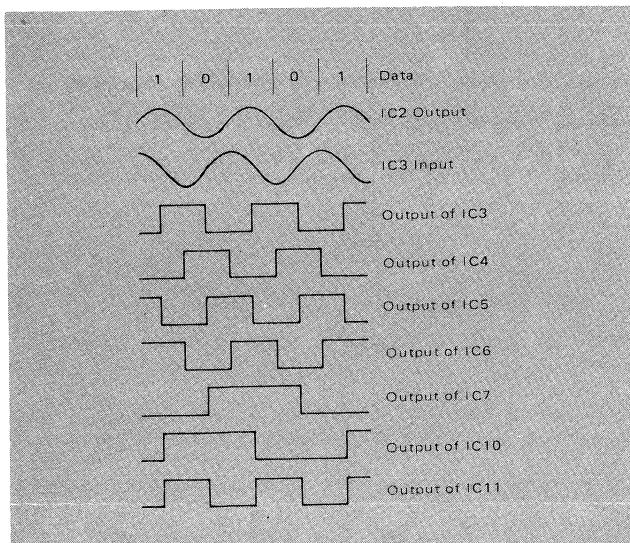 1 0 1 0 1 Data
IC2 Output
IC3 Input
Output of IC3
Output of IC4
Output of IC5
Output of IC6
Output of IC7
Output of IC10
Output of IC11